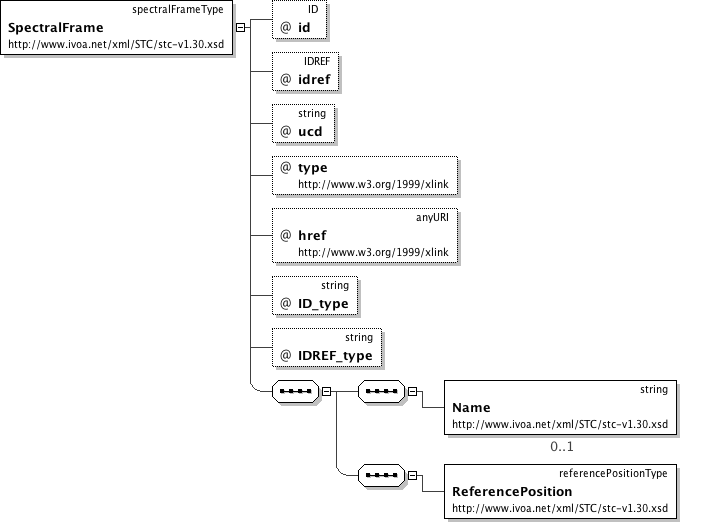 spectralFrameType
SpectralFrame
http://www.ivoa.net/xml/STC/stc-v1.30.xsd
ID
@ id
IDREF
@ idref
string
@ ucd
@ type
http://www.w3.org/1999/xlink
anyURI
@ href
http://www.w3.org/1999/xlink
string
@ ID_type
string
@ IDREF_type
string
Name
http://www.ivoa.net/xml/STC/stc-v1.30.xsd
0..1
referencePositionType
ReferencePosition
http://www.ivoa.net/xml/STC/stc-v1.30.xsd